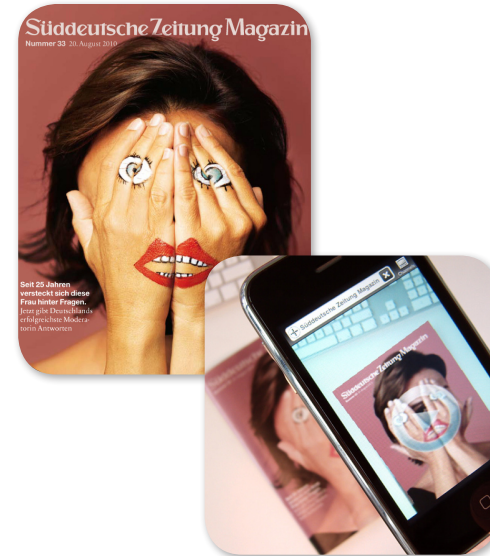 Süddeutsche Zeitung Magazin
Nummer 33 20. August 2010
Seit 25 Jahren
versteckt sich diese
Frau hinter Fragen.
Jetzt gibt Deutschlands
erfolgreichste Modera-
torin Antworten
Süddeutsche Zeitung Magazin
Süddeutsche Zeitung Magazin